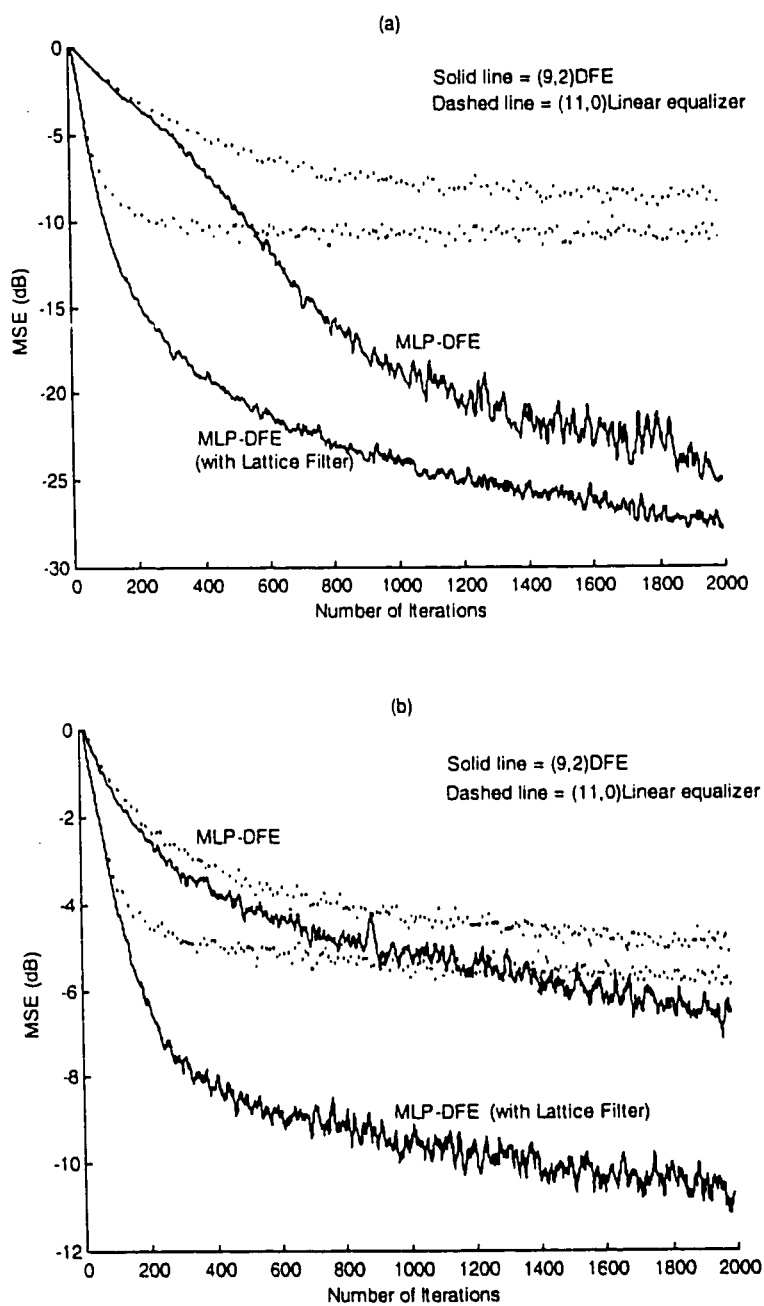 (a)
Solid line = (9,2)DFE
Dashed line = (11,0)Linear equalizer
0
-5
-10
-15
-20
-25
-30
MSE (dB)
MLP-DFE
MLP-DFE
(with Lattice Filter)
0 200 400 600 800 1000 1200 1400 1600 1800 2000
Number of Iterations
(b)
Solid line = (9,2)DFE
Dashed line = (11,0)Linear equalizer
0
-2
-4
-6
-8
-10
-12
MSE (dB)
MLP-DFE
MLP-DFE (with Lattice Filter)
0 200 400 600 800 1000 1200 1400 1600 1800 2000
Number of Iterations